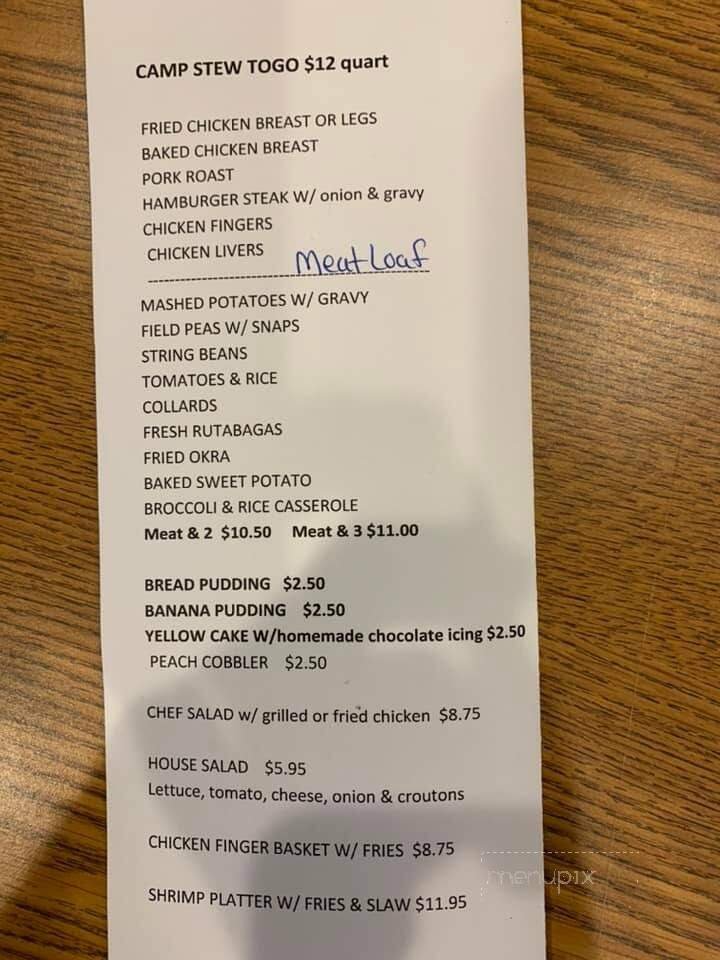 CAMP STEW TOGO $12 quart
FRIED CHICKEN BREAST OR LEGS
BAKED CHICKEN BREAST
PORK ROAST
HAMBURGER STEAK W/ onion & gravy
CHICKEN FINGERS
CHICKEN LIVERS Meat Loaf
MASHED POTATOES W/ GRAVY
FIELD PEAS W/ SNAPS
STRING BEANS
TOMATOES & RICE
COLLARDS
FRESH RUTABAGAS
FRIED OKRA
BAKED SWEET POTATO
BROCCOLI & RICE CASSEROLE
Meat & 2 $10.50 Meat & 3 $11.00
BREAD PUDDING $2.50
BANANA PUDDING $2.50
YELLOW CAKE W/homemade chocolate icing $2.50
PEACH COBBLER $2.50
CHEF SALAD w/ grilled or fried chicken $8.75
HOUSE SALAD $5.95
Lettuce, tomato, cheese, onion & croutons
CHICKEN FINGER BASKET W/ FRIES $8.75
SHRIMP PLATTER W/ FRIES & SLAW $11.95
menupix